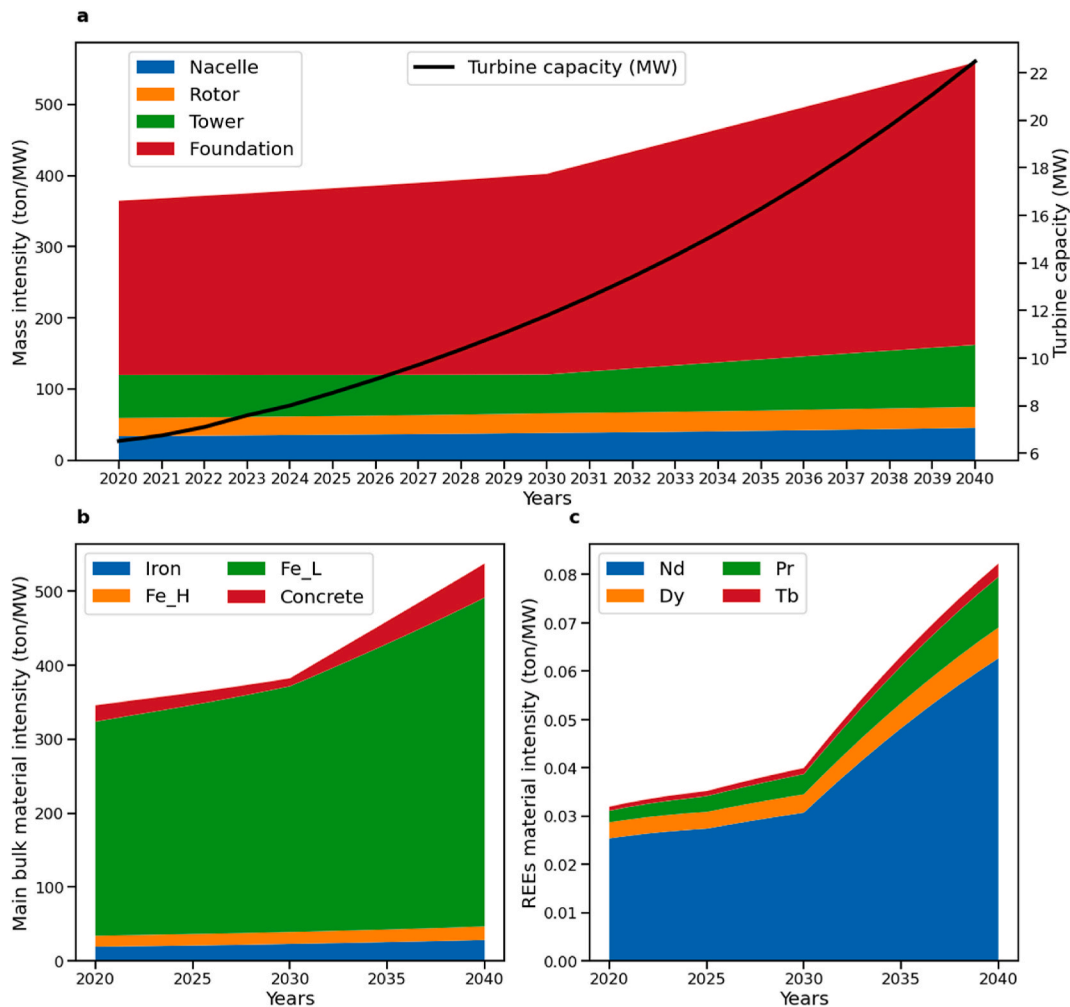 a
Nacelle
Rotor
Tower
Foundation
Turbine capacity (MW)
Mass intensity (ton/MW)
500
400
300
200
100
0
22
20
18
16
14
12
10
8
6
Turbine capacity (MW)
2020 2021 2022 2023 2024 2025 2026 2027 2028 2029 2030 2031 2032 2033 2034 2035 2036 2037 2038 2039 2040
Years
b
Iron
Fe_H
Fe_L
Concrete
Main bulk material intensity (ton/MW)
500
400
300
200
100
0
2020 2025 2030 2035 2040
Years
c
Nd
Dy
Pr
Tb
REEs material intensity (ton/MW)
0.08
0.07
0.06
0.05
0.04
0.03
0.02
0.01
0.00
2020 2025 2030 2035 2040
Years